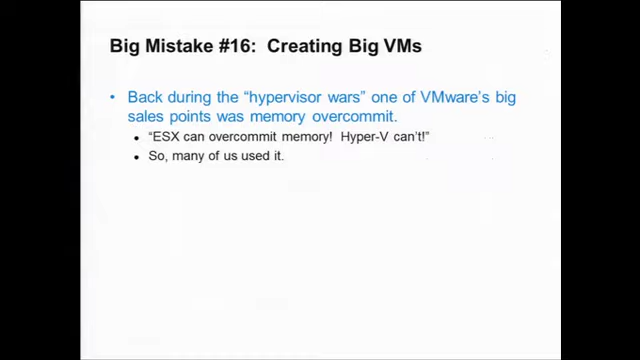 Big Mistake #16: Creating Big VMs
• Back during the “hypervisor wars” one of VMware’s big
sales points was memory overcommit.
• “ESX can overcommit memory! Hyper-V can’t!”
• So, many of us used it.